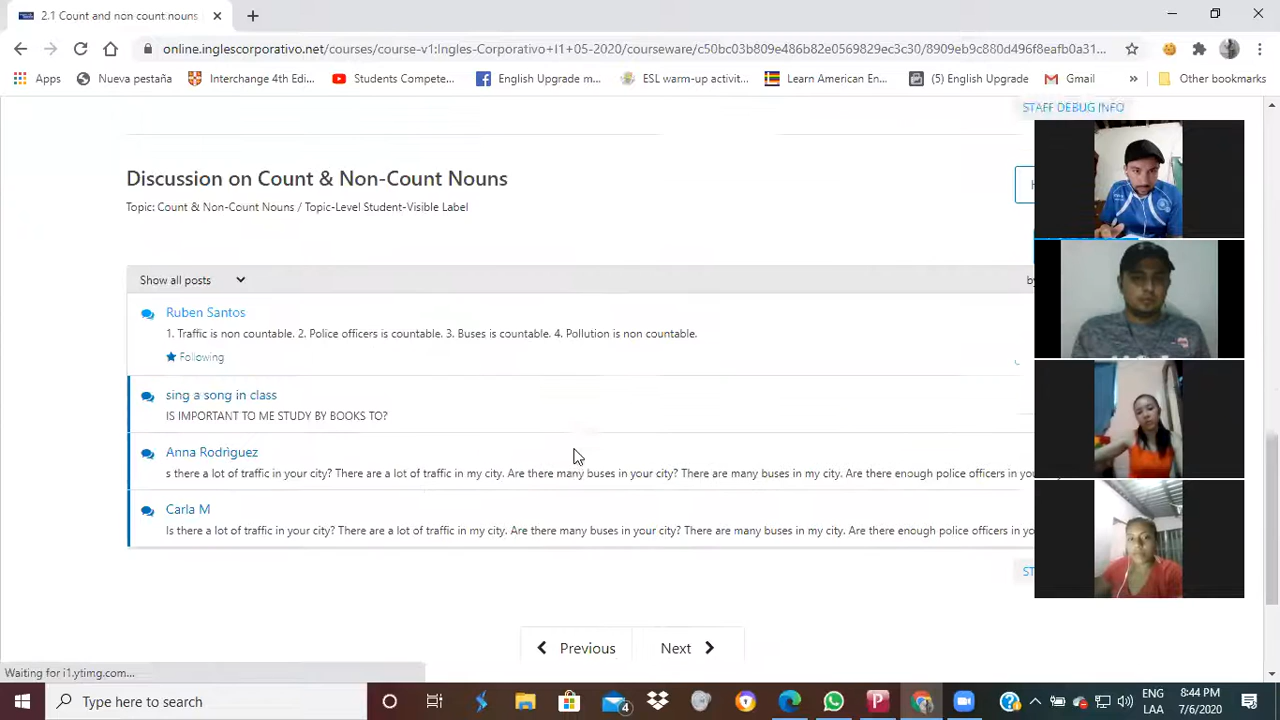 2.1 Count and non count nouns
online.inglescorporativo.net/courses/course-v1:Ingles-Corporativo+I1+05-2020/courseware/c50bc03c809e486b82e0569829ec3c30/8909eb9c880d496f8eafb0a31...
Apps Nueva pestaña Interchange 4th Edi... Students Compete... English Upgrade m... ESL warm-up activit... Learn American En... (5) English Upgrade Gmail » Other bookmarks
STAFF DEBUG INFO
Discussion on Count & Non-Count Nouns
Topic: Count & Non-Count Nouns / Topic-Level Student-Visible Label
Show all posts by
Ruben Santos
1. Traffic is non countable. 2. Police officers is countable. 3. Buses is countable. 4. Pollution is non countable.
Following
sing a song in class
IS IMPORTANT TO ME STUDY BY BOOKS TO?
Anna Rodrìguez
s there a lot of traffic in your city? There are a lot of traffic in my city. Are there many buses in your city? There are many buses in my city. Are there enough police officers in yo
Carla M
Is there a lot of traffic in your city? There are a lot of traffic in my city. Are there many buses in your city? There are many buses in my city. Are there enough police officers in yo
ST
Previous Next
Waiting for i1.ytimg.com...
Type here to search
4
ENG
LAA
8:44 PM
7/6/2020